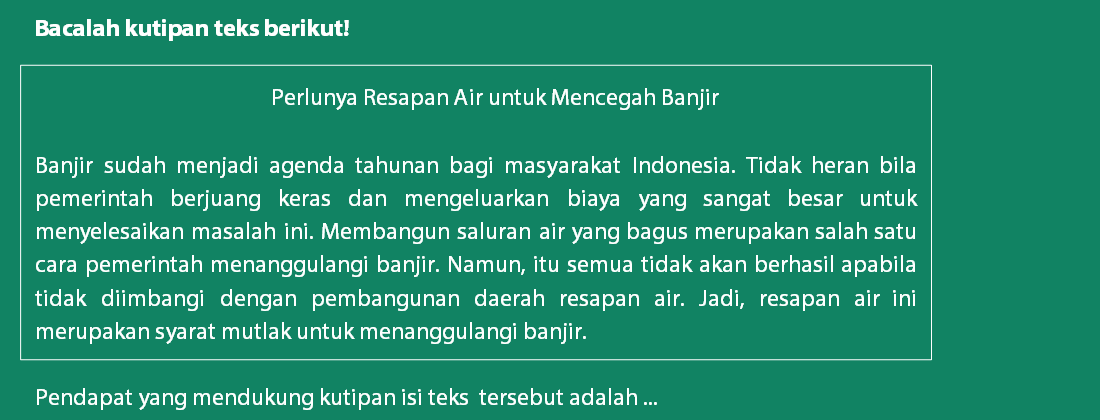 Bacalah kutipan teks berikut!
Perlunya Resapan Air untuk Mencegah Banjir
Banjir sudah menjadi agenda tahunan bagi masyarakat Indonesia. Tidak heran bila
pemerintah berjuang keras dan mengeluarkan biaya yang sangat besar untuk
menyelesaikan masalah ini. Membangun saluran air yang bagus merupakan salah satu
cara pemerintah menanggulangi banjir. Namun, itu semua tidak akan berhasil apabila
tidak diimbangi dengan pembangunan daerah resapan air. Jadi, resapan air ini
merupakan syarat mutlak untuk menanggulangi banjir.
Pendapat yang mendukung kutipan isi teks tersebut adalah ...